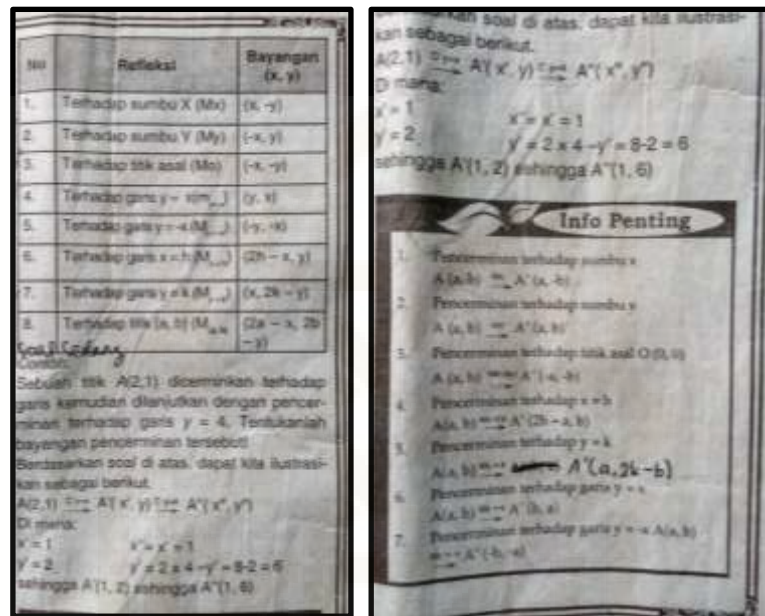 No Refleksi Bayangan (x, y)
1. Terhadap sumbu X (Mx) (x, -y)
2. Terhadap sumbu Y (My) (-x, y)
3. Terhadap titik asal (Mo) (-x, -y)
4. Terhadap garis y = (y, x)
5. Terhadap garis y = -x (-y, -x)
6. Terhadap garis x = h (2h – x, y)
7. Terhadap garis y = k (x, 2k – y)
8. Terhadap titik (a, b) (2a – x, 2b – y)
Soal Sedang
Contoh:
Sebuah titik A(2,1) dicerminkan terhadap
garis kemudian dilanjutkan dengan pencer-
minan terhadap garis y = 4, Tentukanlah
bayangan pencerminan tersebut!
Berdasarkan soal di atas, dapat kita ilustrasi-
kan sebagai berikut.
A(2,1) A'( x', y) A"( x", y")
Di mana:
x' = 1 x" = x' = 1
y' = 2 y" = 2 x 4 – y' = 8-2 = 6
sehingga A'(1, 2) sehingga A"(1, 6)
kan soal di atas, dapat kita ilustrasi-
kan sebagai berikut.
A(2,1) A'( x', y) A"( x", y")
Di mana:
x' = 1 x" = x' = 1
y' = 2 y" = 2 x 4 – y' = 8-2 = 6
sehingga A'(1, 2) sehingga A"(1, 6)
Info Penting
1. Pencerminan terhadap sumbu x
A (a, b) A' (a, -b)
2. Pencerminan terhadap sumbu y
A (a, b) A' (a, b)
3. Pencerminan terhadap titik asal O (0, 0)
A (a, b) A' (-a, -b)
4. Pencerminan terhadap x = h
A(a, b) A' (2h – a, b)
5. Pencerminan terhadap y = k
A(a, b) A'(a, 2k – b)
6. Pencerminan terhadap garis y = x
A(a, b) A' (b, a)
7. Pencerminan terhadap garis y = -x A(a, b)
A' (-b, -a)